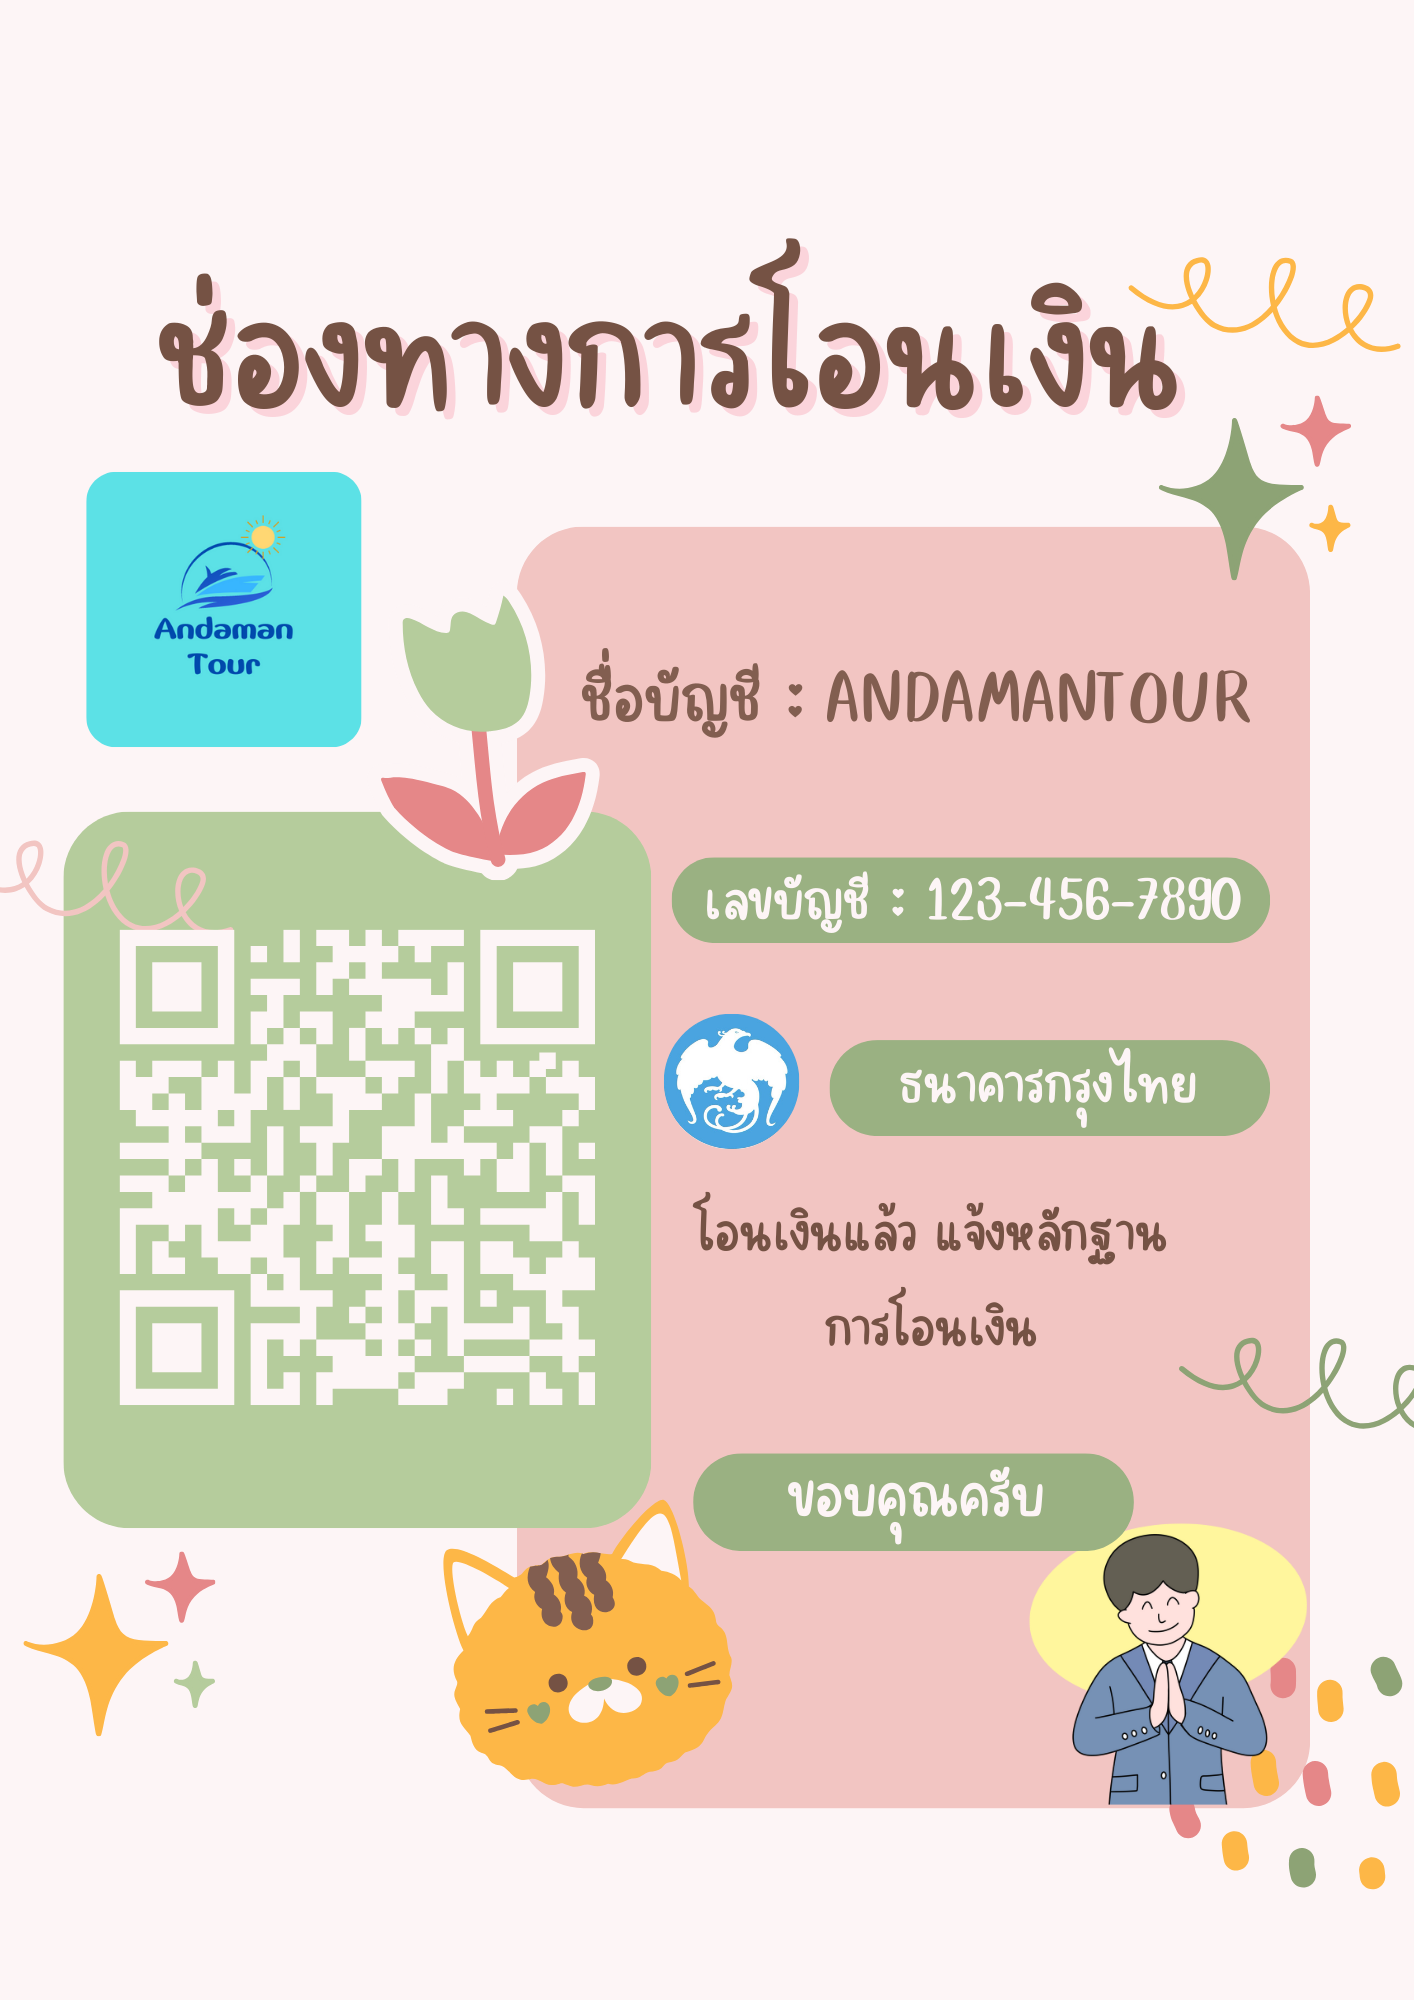 ช่องทางการโอนเงิน
Andaman
Tour
ชื่อบัญชี : ANDAMANTOUR
เลขบัญชี : 123-456-7890
ธนาคารกรุงไทย
โอนเงินแล้ว แจ้งหลักฐาน
การโอนเงิน
ขอบคุณครับ